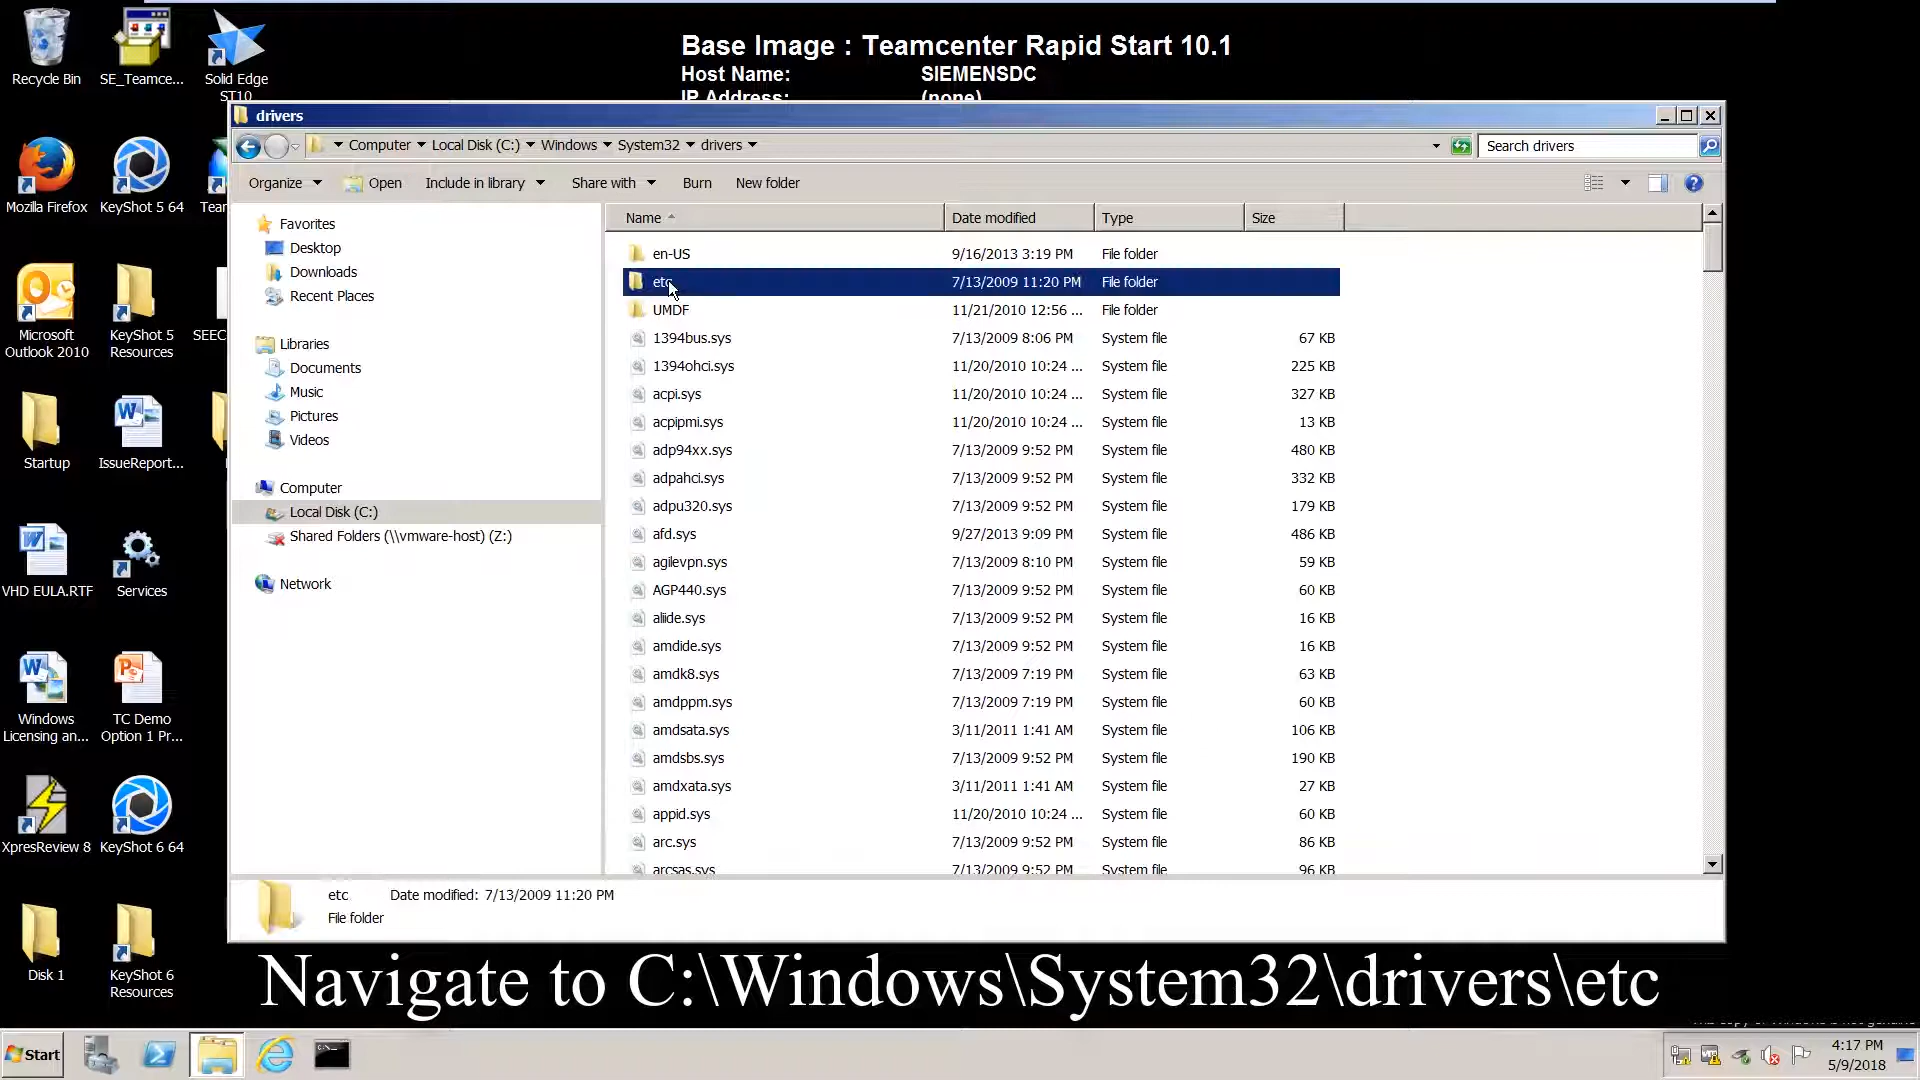 Base Image : Teamcenter Rapid Start 10.1
Host Name: SIEMENSDC
IP Address: (none)
Recycle Bin
SE_Teamce...
Solid Edge
ST10
Mozilla Firefox
KeyShot 5 64
Microsoft
Outlook 2010
KeyShot 5
Resources
Startup
IssueReport...
VHD EULA.RTF
Services
Windows
Licensing an...
TC Demo
Option 1 Pr...
XpresReview 8
KeyShot 6 64
Disk 1
KeyShot 6
Resources
drivers
Computer Local Disk (C:) Windows System32 drivers
Search drivers
Organize Open Include in library Share with Burn New folder
Favorites
Desktop
Downloads
Recent Places
Libraries
Documents
Music
Pictures
Videos
Computer
Local Disk (C:)
Shared Folders (\\vmware-host) (Z:)
Network
Name Date modified Type Size
en-US 9/16/2013 3:19 PM File folder
etc 7/13/2009 11:20 PM File folder
UMDF 11/21/2010 12:56 ... File folder
1394bus.sys 7/13/2009 8:06 PM System file 67 KB
1394ohci.sys 11/20/2010 10:24 ... System file 225 KB
acpi.sys 11/20/2010 10:24 ... System file 327 KB
acpipmi.sys 11/20/2010 10:24 ... System file 13 KB
adp94xx.sys 7/13/2009 9:52 PM System file 480 KB
adpahci.sys 7/13/2009 9:52 PM System file 332 KB
adpu320.sys 7/13/2009 9:52 PM System file 179 KB
afd.sys 9/27/2013 9:09 PM System file 486 KB
agilevpn.sys 7/13/2009 8:10 PM System file 59 KB
AGP440.sys 7/13/2009 9:52 PM System file 60 KB
aliide.sys 7/13/2009 9:52 PM System file 16 KB
amdide.sys 7/13/2009 9:52 PM System file 16 KB
amdk8.sys 7/13/2009 7:19 PM System file 63 KB
amdppm.sys 7/13/2009 7:19 PM System file 60 KB
amdsata.sys 3/11/2011 1:41 AM System file 106 KB
amdsbs.sys 7/13/2009 9:52 PM System file 190 KB
amdxata.sys 3/11/2011 1:41 AM System file 27 KB
appid.sys 11/20/2010 10:24 ... System file 60 KB
arc.sys 7/13/2009 9:52 PM System file 86 KB
arcsas.sys 7/13/2009 9:52 PM System file 96 KB
etc Date modified: 7/13/2009 11:20 PM
File folder
Navigate to C:\Windows\System32\drivers\etc
Start
4:17 PM
5/9/2018